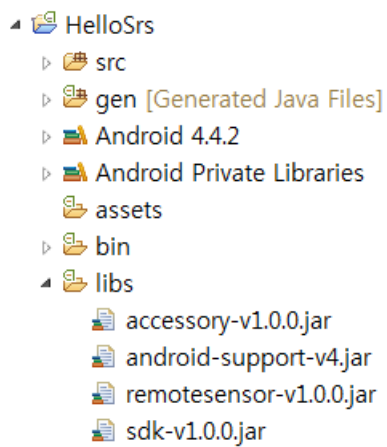 HelloSrs
src
gen [Generated Java Files]
Android 4.4.2
Android Private Libraries
assets
bin
libs
accessory-v1.0.0.jar
android-support-v4.jar
remotesensor-v1.0.0.jar
sdk-v1.0.0.jar